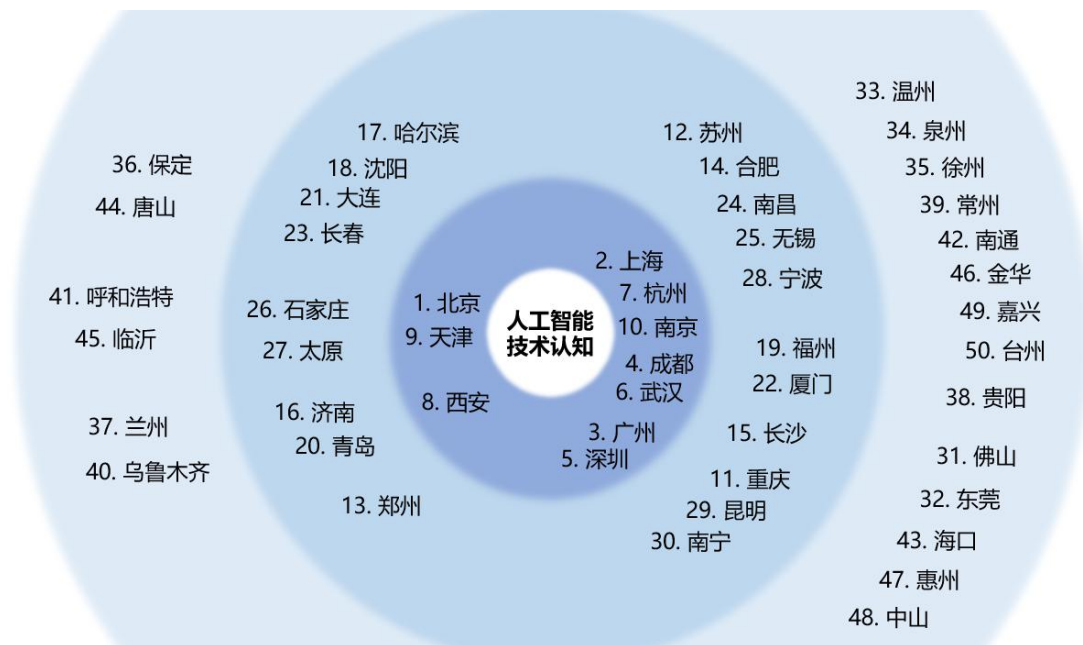 33. 温州
17. 哈尔滨
12. 苏州
34. 泉州
36. 保定
18. 沈阳
14. 合肥
35. 徐州
44. 唐山
21. 大连
24. 南昌
39. 常州
23. 长春
25. 无锡
42. 南通
2. 上海
28. 宁波
46. 金华
41. 呼和浩特
26. 石家庄
1. 北京
7. 杭州
49. 嘉兴
人工智能
技术认知
45. 临沂
27. 太原
9. 天津
10. 南京
19. 福州
50. 台州
4. 成都
22. 厦门
38. 贵阳
8. 西安
6. 武汉
37. 兰州
16. 济南
3. 广州
15. 长沙
20. 青岛
5. 深圳
31. 佛山
40. 乌鲁木齐
11. 重庆
32. 东莞
13. 郑州
29. 昆明
30. 南宁
43. 海口
47. 惠州
48. 中山